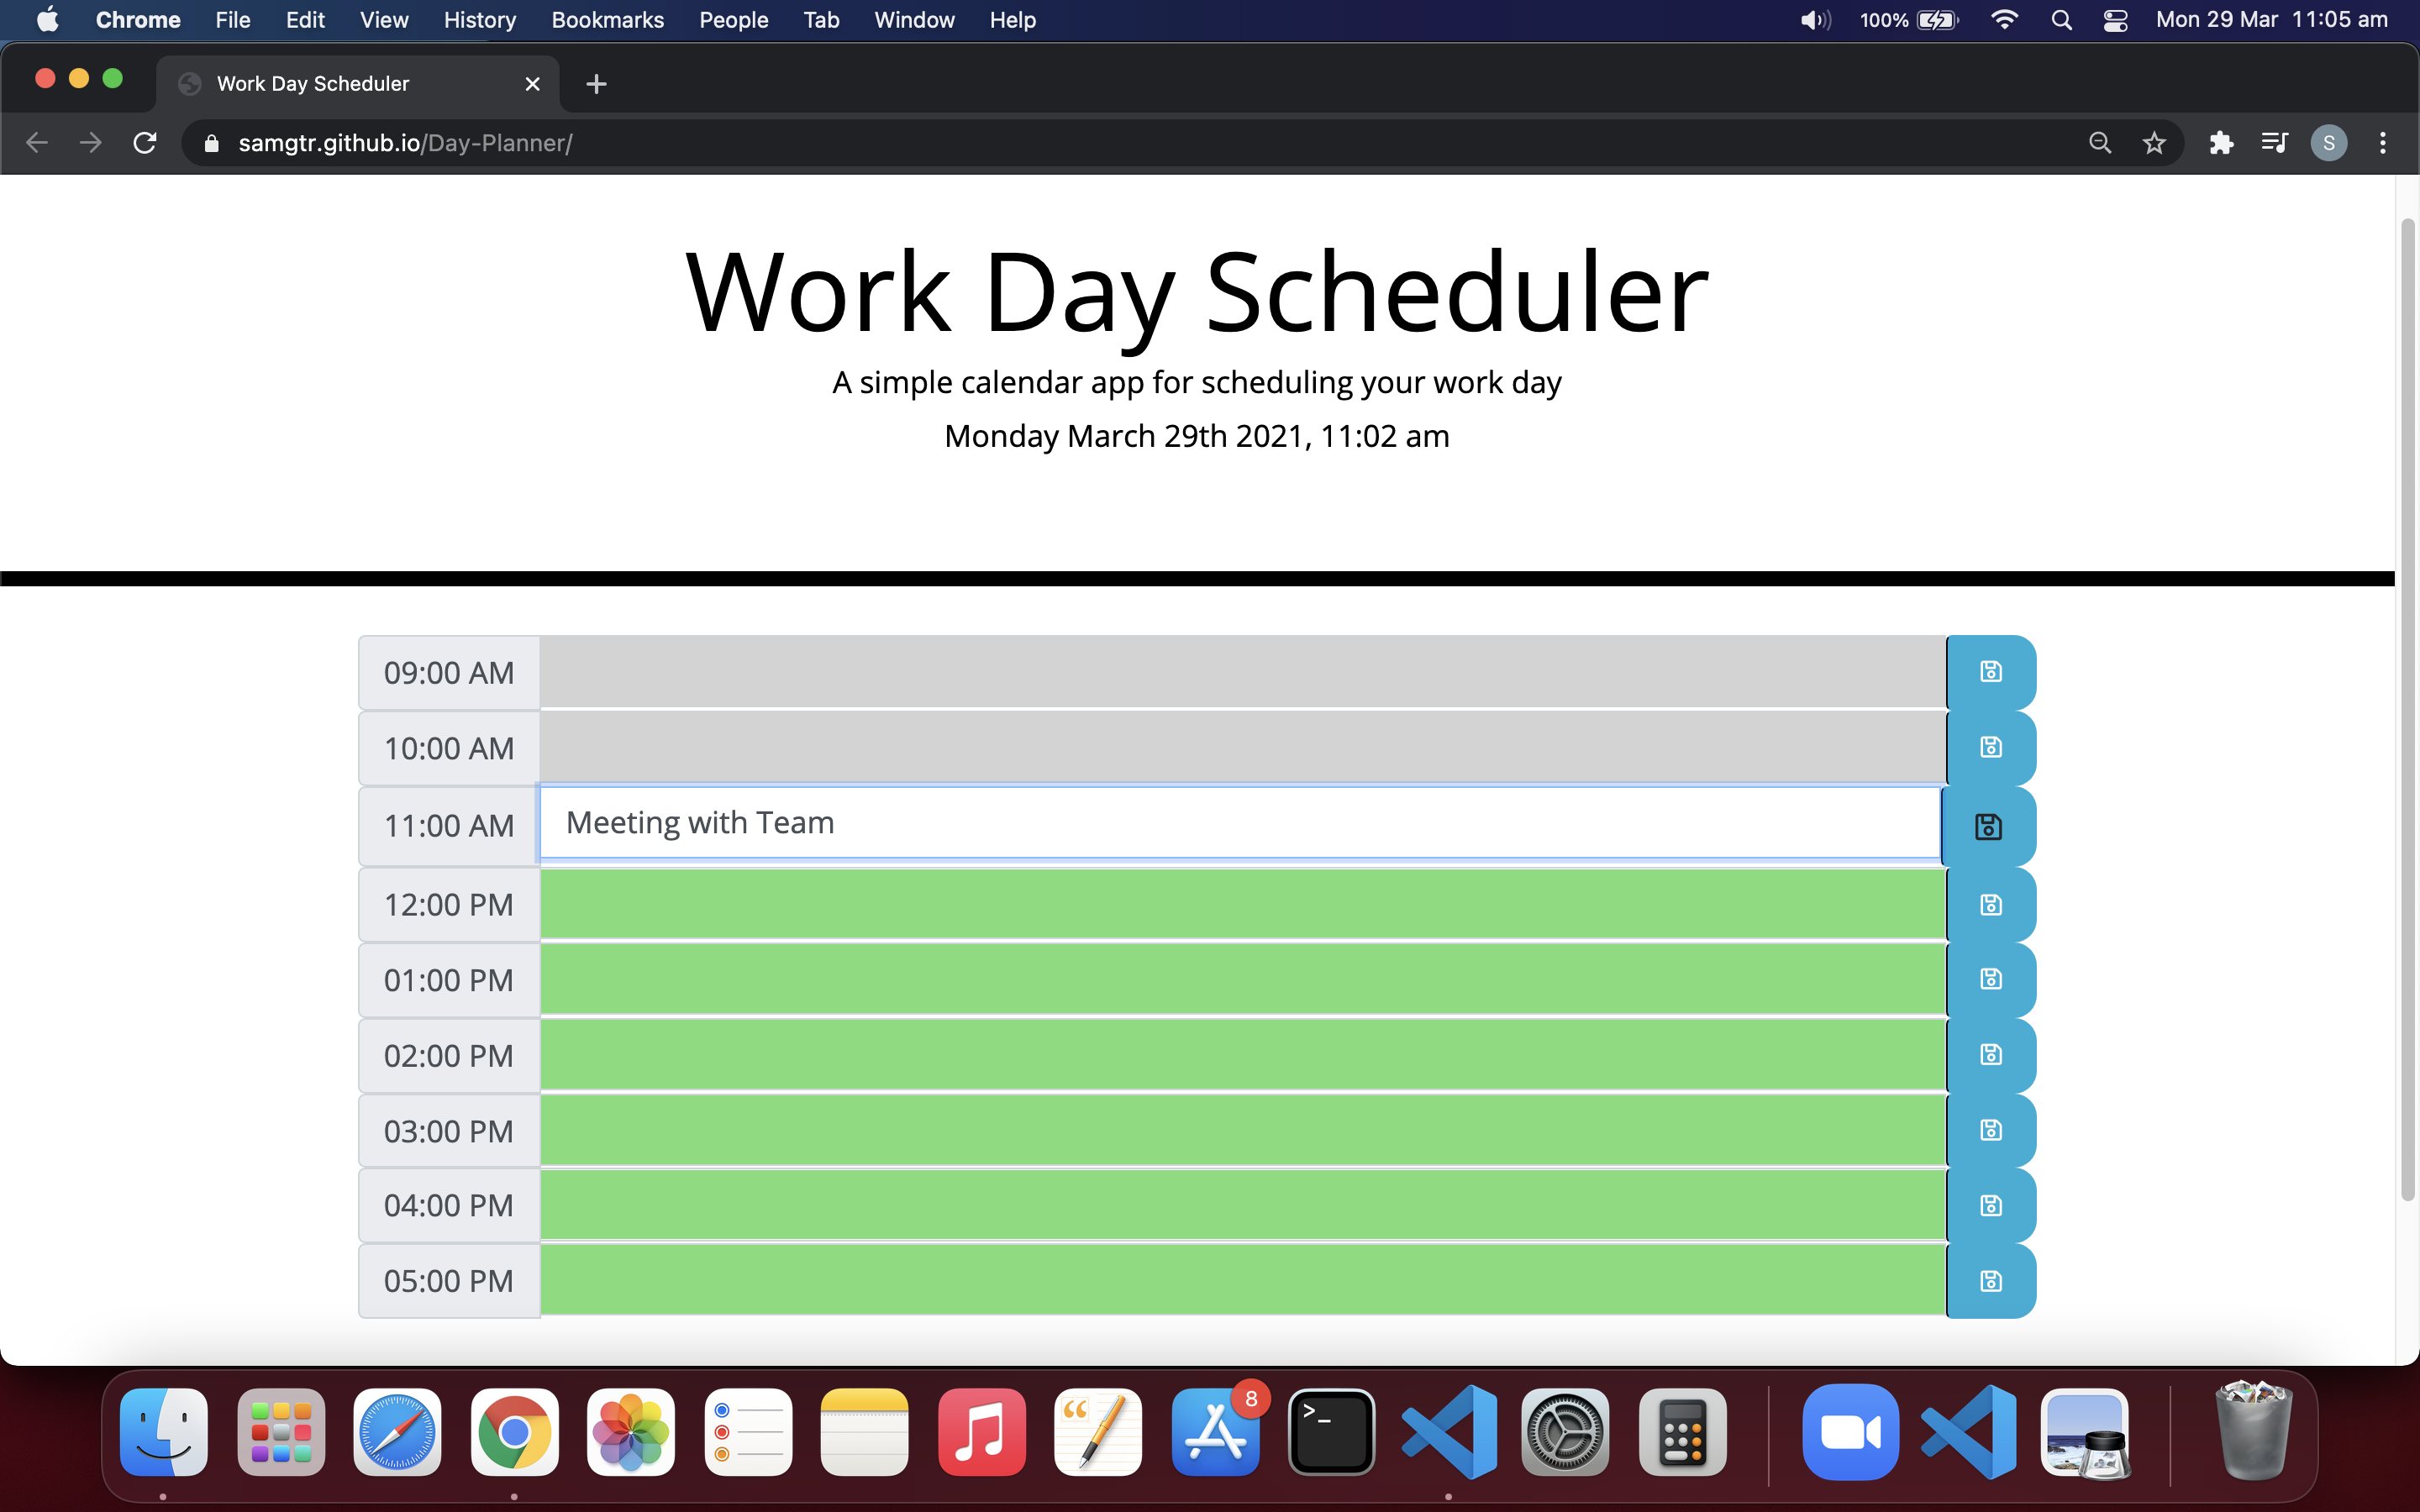 Chrome File Edit View History Bookmarks People Tab Window Help 100% Mon 29 Mar 11:05 am
Work Day Scheduler
samgtr.github.io/Day-Planner/ S
Work Day Scheduler
A simple calendar app for scheduling your work day
Monday March 29th 2021, 11:02 am
09:00 AM
10:00 AM
11:00 AM Meeting with Team
12:00 PM
01:00 PM
02:00 PM
03:00 PM
04:00 PM
05:00 PM
8
>_